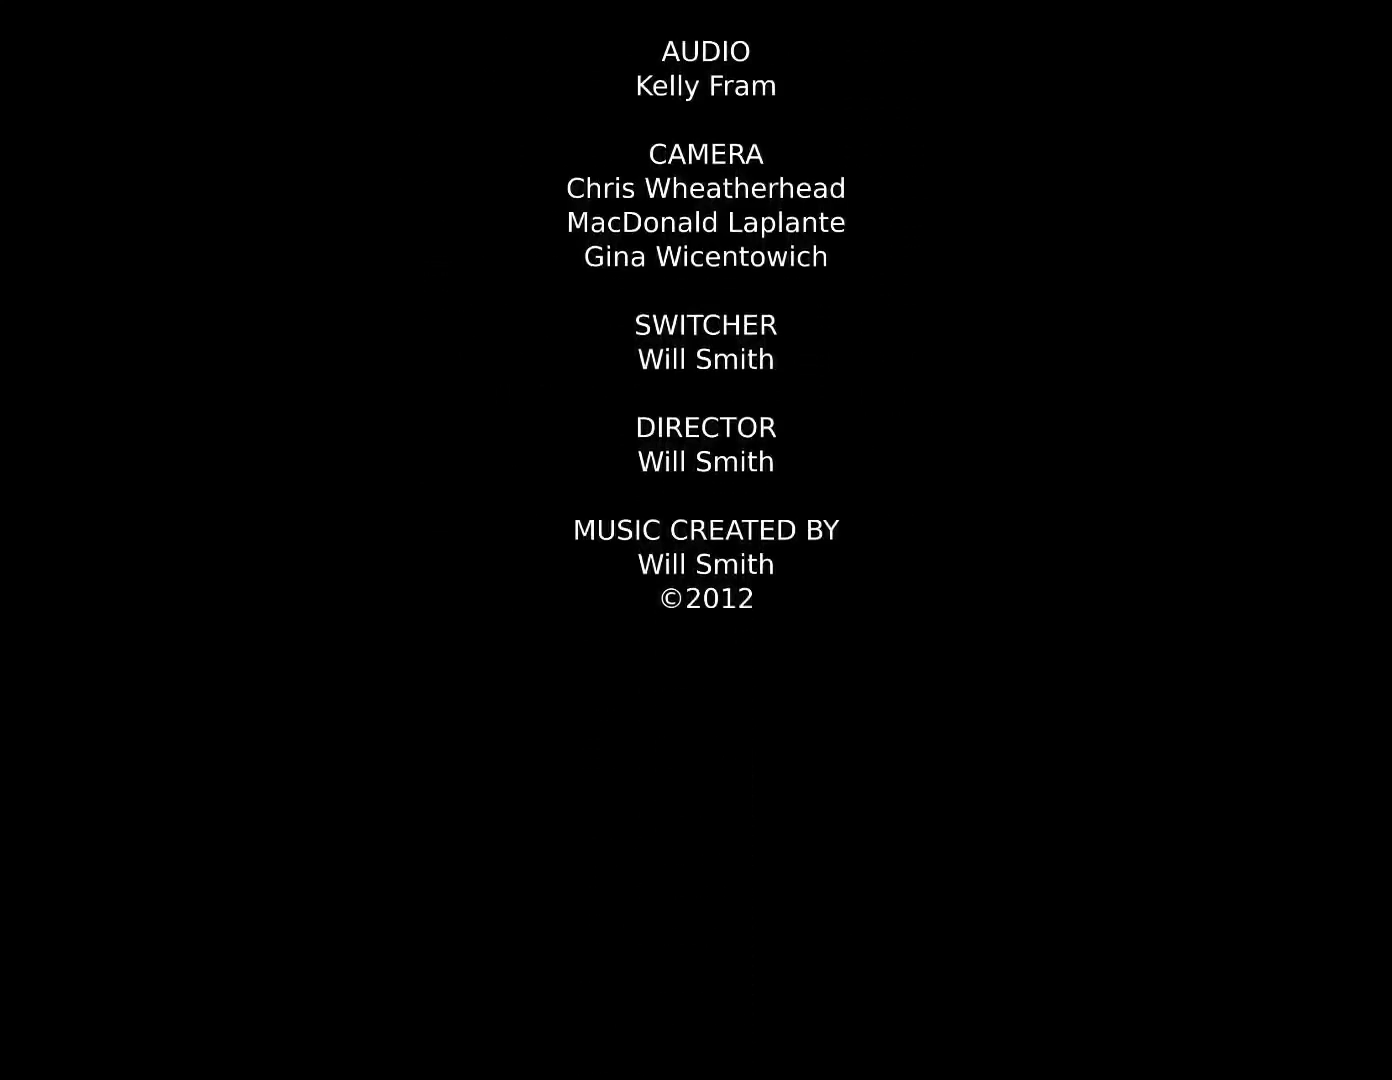 AUDIO
Kelly Fram
CAMERA
Chris Wheatherhead
MacDonald Laplante
Gina Wicentowich
SWITCHER
Will Smith
DIRECTOR
Will Smith
MUSIC CREATED BY
Will Smith
©2012